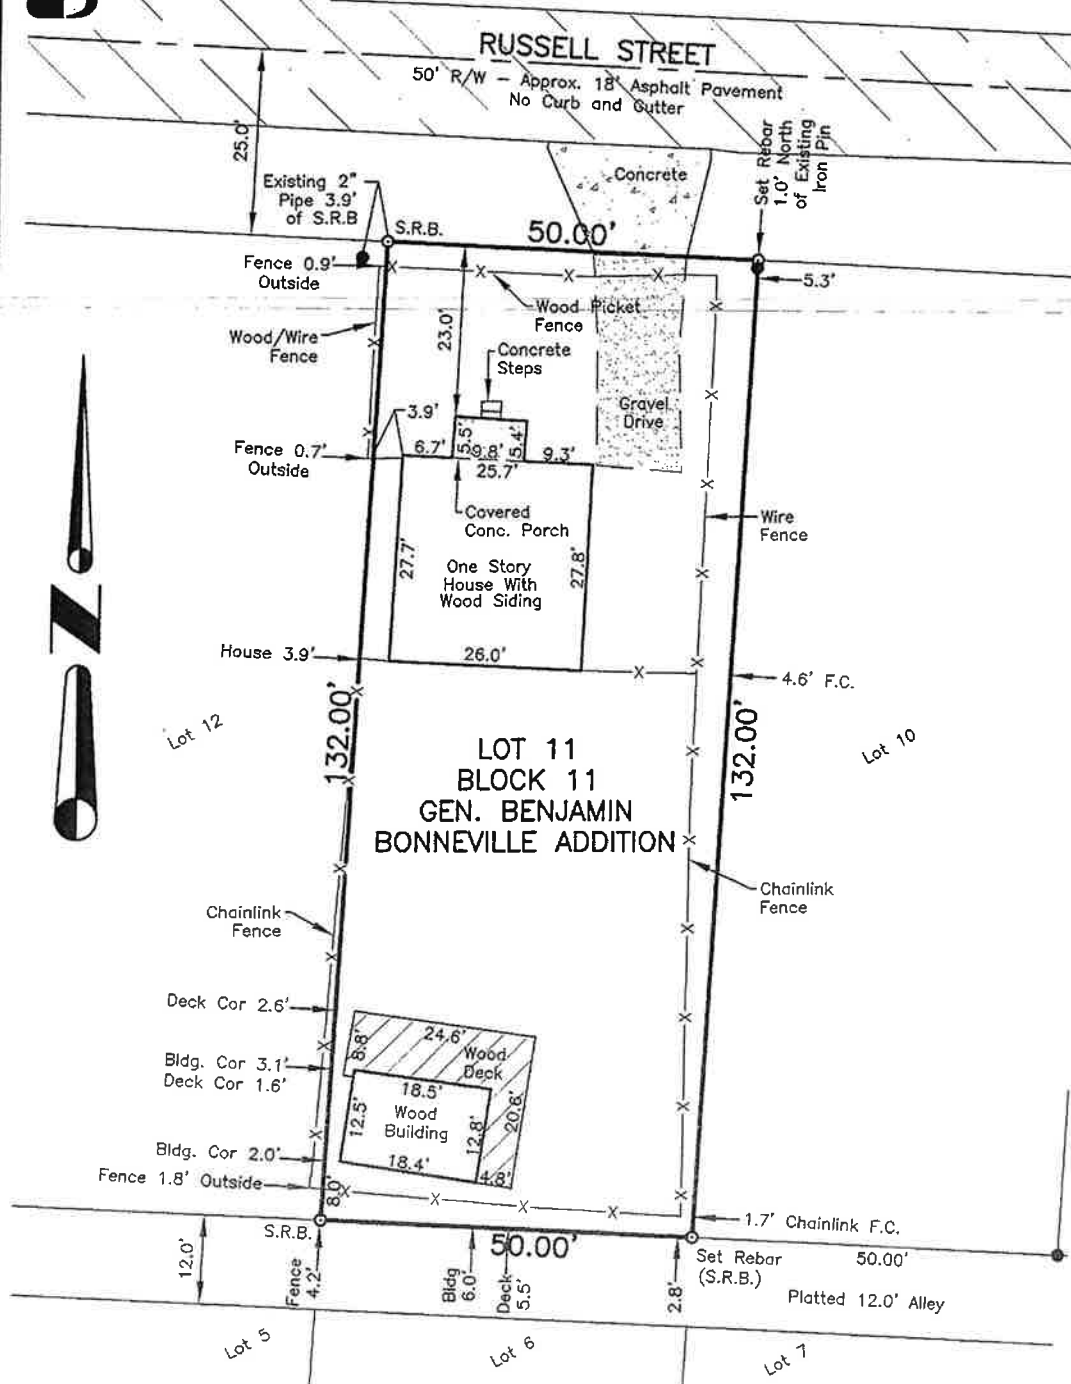 RUSSELL STREET
50' R/W - Approx. 18' Asphalt Pavement
No Curb and Gutter
25.0'
Set Rebar
1.0' North
of Existing
Iron Pin
Concrete
Existing 2"
Pipe 3.9'
of S.R.B
S.R.B.
50.00'
Fence 0.9'
Outside
5.3'
Wood Picket
Fence
23.0'
Wood/Wire
Fence
Concrete
Steps
3.9'
Gravel
Drive
Fence 0.7'
Outside
6.7'
5.5'
9.8'
5.4'
9.3'
25.7'
Covered
Conc. Porch
Wire
Fence
27.7'
One Story
House With
Wood Siding
27.8'
House 3.9'
26.0'
4.6' F.C.
132.00'
132.00'
Lot 12
Lot 10
LOT 11
BLOCK 11
GEN. BENJAMIN
BONNEVILLE ADDITION
Chainlink
Fence
Chainlink
Fence
Deck Cor 2.6'
24.6'
8.8'
Wood
Deck
Bldg. Cor 3.1'
Deck Cor 1.6'
18.5'
12.5'
Wood
Building
12.8'
20.6'
Bldg. Cor 2.0'
18.4'
4.8'
Fence 1.8' Outside
8.0'
1.7' Chainlink F.C.
S.R.B.
50.00'
Set Rebar
(S.R.B.)
50.00'
12.0'
Fence
4.2'
Bldg
6.0'
Deck
5.5'
2.8'
Platted 12.0' Alley
Lot 5
Lot 6
Lot 7
N